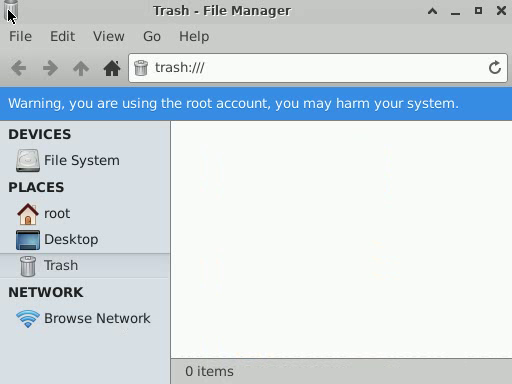 Trash - File Manager
File Edit View Go Help
trash:///
Warning, you are using the root account, you may harm your system.
DEVICES
File System
PLACES
root
Desktop
Trash
NETWORK
Browse Network
0 items